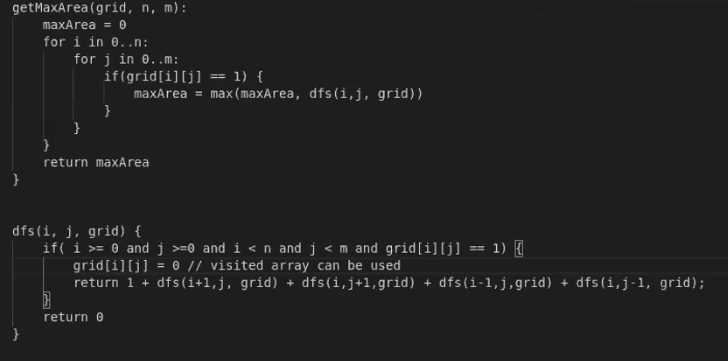 getMaxArea(grid, n, m):
    maxArea = 0
    for i in 0..n:
        for j in 0..m:
            if(grid[i][j] == 1) {
                maxArea = max(maxArea, dfs(i,j, grid))
            }
        }
    }
    return maxArea
}
dfs(i, j, grid) {
    if( i >= 0 and j >=0 and i < n and j < m and grid[i][j] == 1) {
        grid[i][j] = 0 // visited array can be used
        return 1 + dfs(i+1,j, grid) + dfs(i,j+1,grid) + dfs(i-1,j,grid) + dfs(i,j-1, grid);
    }
    return 0
}